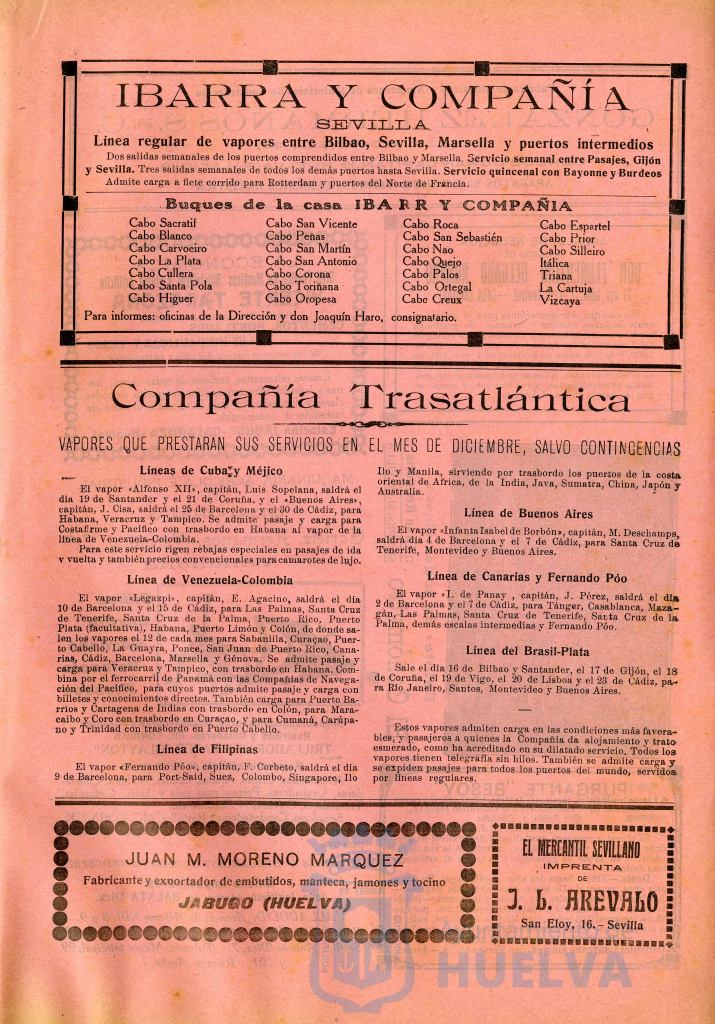 IBARRA Y COMPAÑÍA
SEVILLA
Línea regular de vapores entre Bilbao, Sevilla, Marsella y puertos intermedios
Dos salidas semanales de los puertos comprendidos entre Bilbao y Marsella. Servicio semanal entre Pasajes, Gijón
y Sevilla. Tres salidas semanales de todos los demás puertos hasta Sevilla. Servicio quincenal con Bayonne y Burdeos
Admite carga a flete corrido para Rotterdam y puertos del Norte de Francia.
Buques de la casa IBARR Y COMPAÑIA
Cabo Sacratif
Cabo Blanco
Cabo Carvoeiro
Cabo La Plata
Cabo Cullera
Cabo Santa Pola
Cabo Higuer
Cabo San Vicente
Cabo Peñas
Cabo San Martín
Cabo San Antonio
Cabo Corona
Cabo Toriñana
Cabo Oropesa
Cabo Roca
Cabo San Sebastién
Cabo Nao
Cabo Quejo
Cabo Palos
Cabo Ortegal
Cabo Creux
Cabo Espartel
Cabo Prior
Cabo Silleiro
Itálica
Triana
La Cartuja
Vizcaya
Para informes: oficinas de la Dirección y don Joaquín Haro, consignatario.
Compañía Trasatlántica
VAPORES QUE PRESTARAN SUS SERVICIOS EN EL MES DE DICIEMBRE, SALVO CONTINGENCIAS
Líneas de Cuba y Méjico
El vapor «Alfonso XII», capitán, Luis Sopelana, saldrá el
día 19 de Santander y el 21 de Coruña, y el «Buenos Aires»,
capitán, J. Cisa, saldrá el 25 de Barcelona y el 30 de Cádiz, para
Habana, Veracruz y Tampico. Se admite pasaje y carga para
Costafirme y Pacífico con trasbordo en Habana al vapor de la
línea de Venezuela-Colombia.
Para este servicio rigen rebajas especiales en pasajes de ida
y vuelta y también precios convencionales para camarotes de lujo.
Línea de Venezuela-Colombia
El vapor «Legazpi», capitán, E. Agacino, saldrá el día
10 de Barcelona y el 15 de Cádiz, para Las Palmas, Santa Cruz
de Tenerife, Santa Cruz de la Palma, Puerto Rico, Puerto
Plata (facultativa), Habana, Puerto Limón y Colón, de donde sa-
len los vapores el 12 de cada mes para Sabanilla, Curaçao, Puer-
to Cabello, La Guayra, Ponce, San Juan de Puerto Rico, Cana-
rias, Cádiz, Barcelona, Marsella y Génova. Se admite pasaje y
carga para Veracruz y Tampico, con trasbordo en Habana. Com-
bina por el ferrocarril de Panamá con las Compañías de Navega-
ción del Pacífico, para cuyos puertos admite pasaje y carga con
billetes y conocimientos directos. También carga para Puerto Ba-
rrios y Cartagena de Indias con trasbordo en Colón, para Mara-
caibo y Coro con trasbordo en Curaçao, y para Cumaná, Carúpa-
no y Trinidad con trasbordo en Puerto Cabello.
Línea de Filipinas
El vapor «Fernando Póo», capitán, F. Corbeto, saldrá el día
9 de Barcelona, para Port-Said, Suez, Colombo, Singapore, Ilo
Ilo y Manila, sirviendo por trasbordo los puertos de la costa
oriental de Africa, de la India, Java, Sumatra, China, Japón y
Australia.
Línea de Buenos Aires
El vapor «Infanta Isabel de Borbón», capitán, M. Deschamps,
saldrá día 4 de Barcelona y el 7 de Cádiz, para Santa Cruz de
Tenerife, Montevideo y Buenos Aires.
Línea de Canarias y Fernando Póo
El vapor «I. de Panay , capitán, J. Pérez, saldrá el día
2 de Barcelona y el 7 de Cádiz, para Tánger, Casablanca, Maza-
gán, Las Palmas, Santa Cruz de Tenerife, Santa Cruz de la
Palma, demás escalas intermedias y Fernando Póo.
Línea del Brasil-Plata
Sale el día 16 de Bilbao y Santander, el 17 de Gijón, el 18
de Coruña, el 19 de Vigo, el 20 de Lisboa y el 23 de Cádiz, pa-
ra Río Janeiro, Santos, Montevideo y Buenos Aires.
Estos vapores admiten carga en las condiciones más favora-
bles, y pasajeros a quienes la Compañía da alojamiento y trato
esmerado, como ha acreditado en su dilatado servicio. Todos los
vapores tienen telegrafía sin hilos. También se admite carga y
se expiden pasajes para todos los puertos del mundo, servidos
por líneas regulares.
JUAN M. MORENO MARQUEZ
Fabricante y exportador de embutidos, manteca, jamones y tocino
JABUGO (HUELVA)
EL MERCANTIL SEVILLANO
IMPRENTA
DE
J. L. AREVALO
San Eloy, 16.-Sevilla
HUELVA